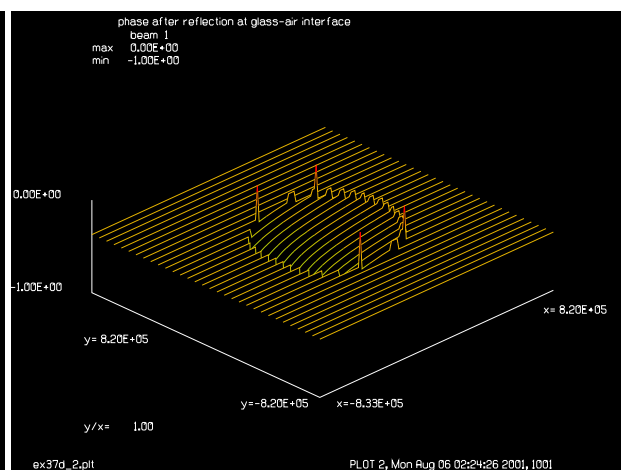 phase after reflection at glass-air interface
beam 1
max 0.00E+00
min -1.00E+00
0.00E+00
-1.00E+00
x= 8.20E+05
y= 8.20E+05
y=-8.20E+05 x=-8.33E+05
y/x= 1.00
ex37d_2.plt PLOT 2, Mon Aug 06 02:24:26 2001, 1001